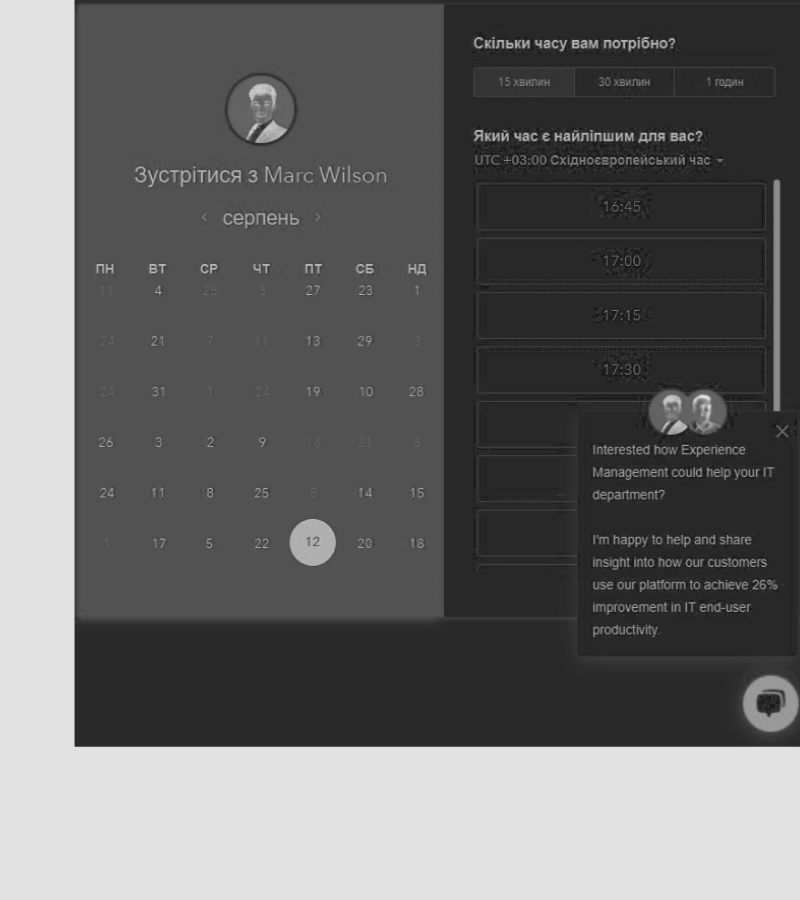 Зустрітися з Marc Wilson
серпень
ПН ВТ СР ЧТ ПТ СБ НД
11 4 25 3 27 23 1
24 21 7 11 13 29 3
24 31 1 24 19 10 28
26 3 2 9 18 21 8
24 11 8 25 8 14 15
1 17 5 22 12 20 18
Скільки часу вам потрібно?
15 хвилин 30 хвилин 1 годин
Який час є найліпшим для вас?
UTC +03:00 Східноєвропейський час
16:45
17:00
17:15
17:30
Interested how Experience
Management could help your IT
department?
I'm happy to help and share
insight into how our customers
use our platform to achieve 26%
improvement in IT end-user
productivity.